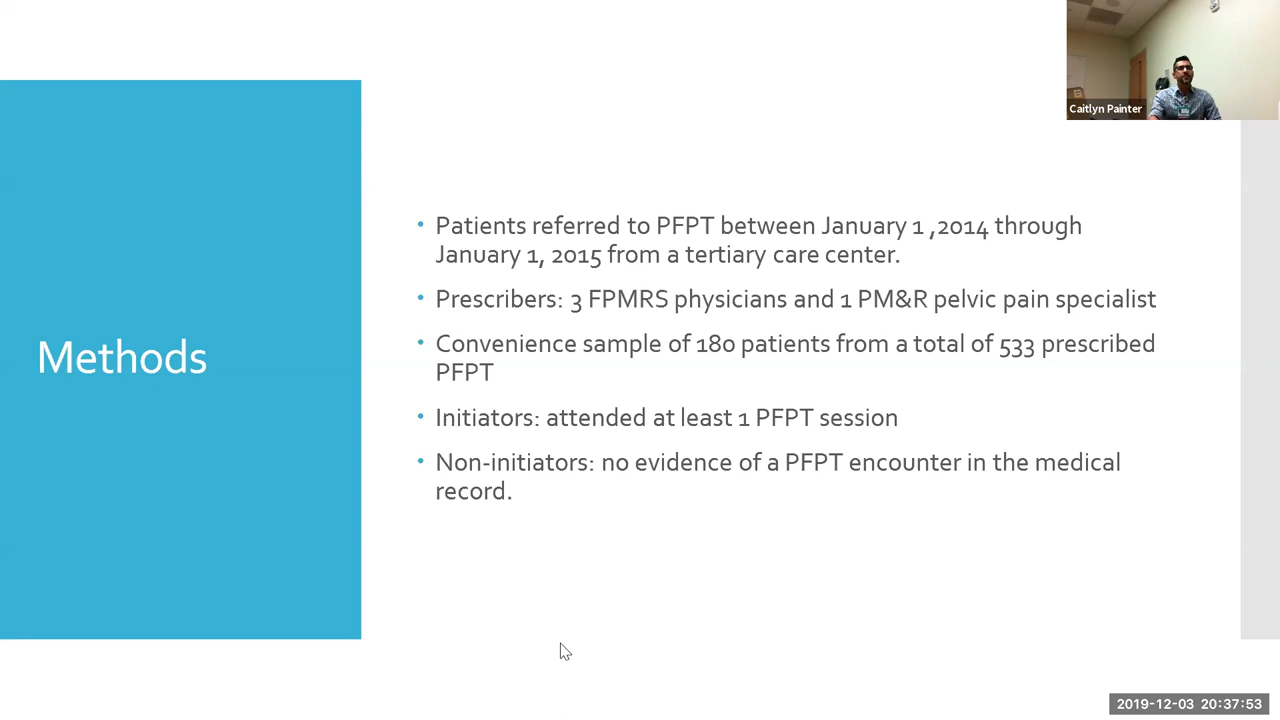 Caitlyn Painter
Methods
• Patients referred to PFPT between January 1 ,2014 through
January 1, 2015 from a tertiary care center.
• Prescribers: 3 FPMRS physicians and 1 PM&R pelvic pain specialist
• Convenience sample of 180 patients from a total of 533 prescribed
PFPT
• Initiators: attended at least 1 PFPT session
• Non-initiators: no evidence of a PFPT encounter in the medical
record.
2019-12-03 20:37:53